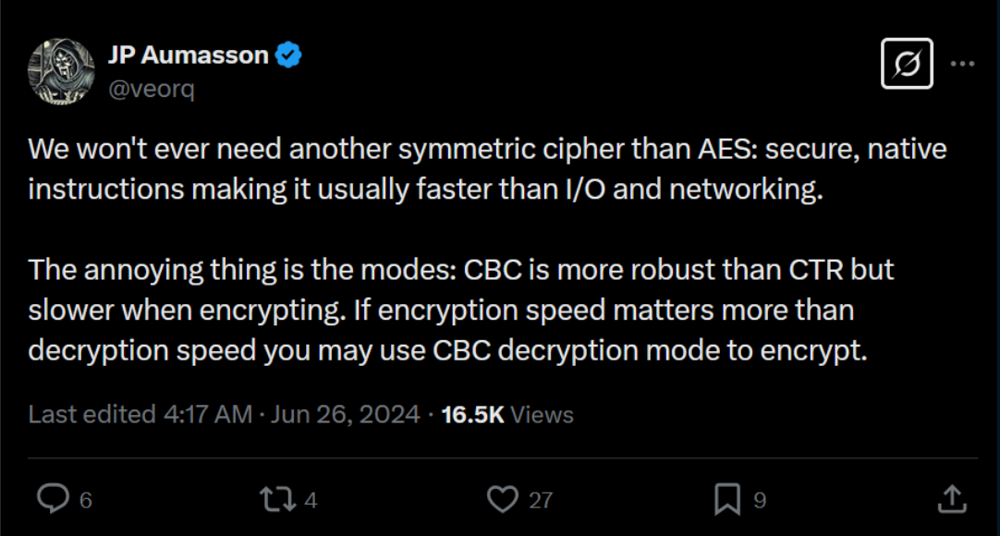 JP Aumasson
@veorq
We won't ever need another symmetric cipher than AES: secure, native
instructions making it usually faster than I/O and networking.
The annoying thing is the modes: CBC is more robust than CTR but
slower when encrypting. If encryption speed matters more than
decryption speed you may use CBC decryption mode to encrypt.
Last edited 4:17 AM · Jun 26, 2024 · 16.5K Views
6 4 27 9